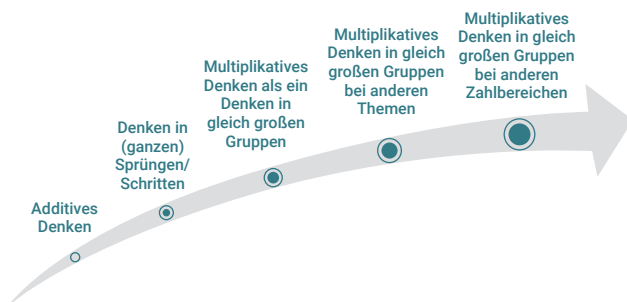 Additives
Denken
Denken in
(ganzen)
Sprüngen/
Schritten
Multiplikatives
Denken als ein
Denken in
gleich großen
Gruppen
Multiplikatives
Denken in gleich
großen Gruppen
bei anderen
Themen
Multiplikatives
Denken in gleich
großen Gruppen
bei anderen
Zahlbereichen